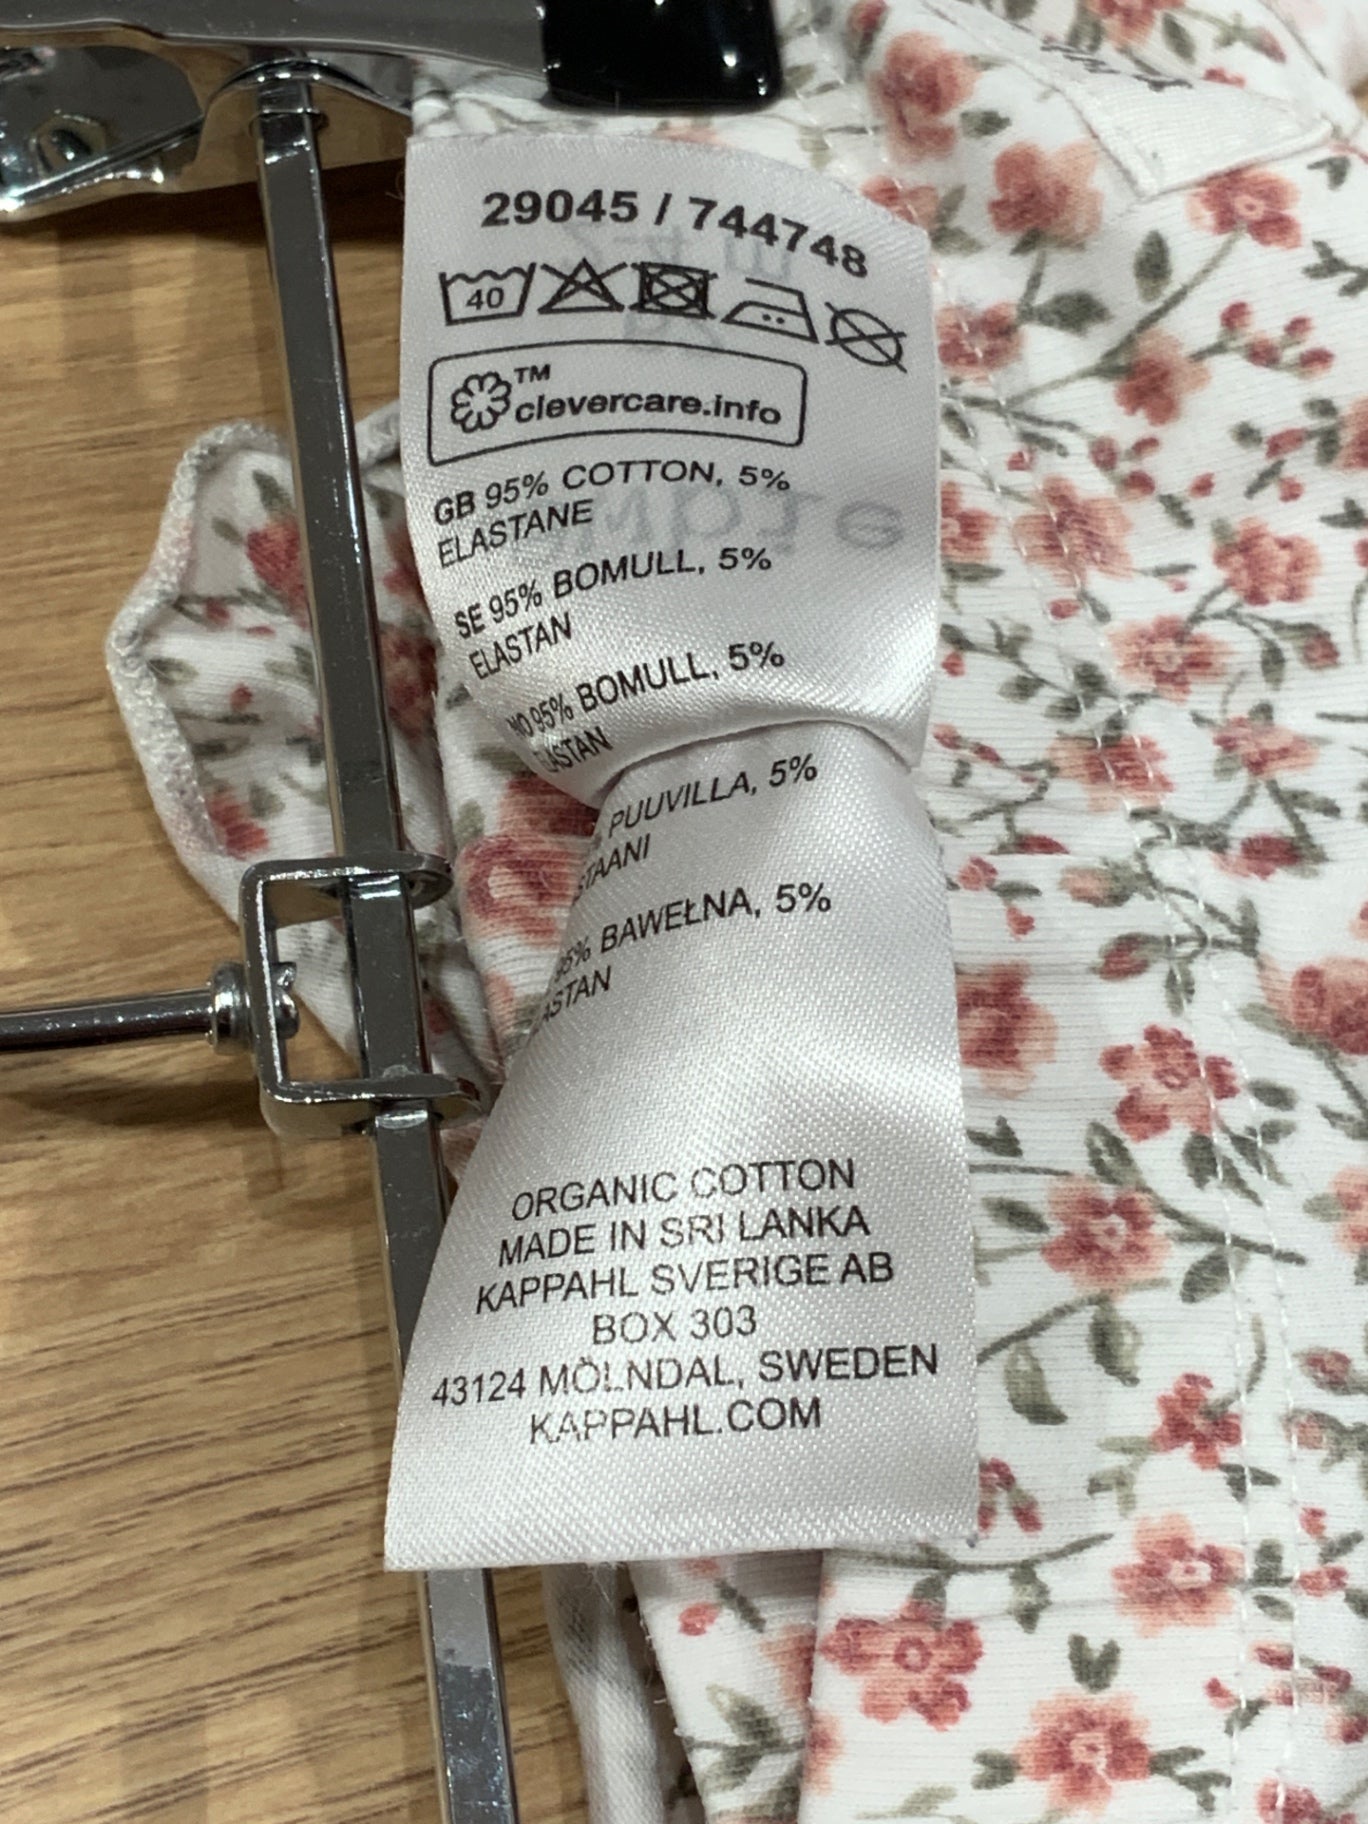 29045 / 744748
40
TM
clevercare.info
GB 95% COTTON, 5%
ELASTANE
SE 95% BOMULL, 5%
ELASTAN
NO 95% BOMULL, 5%
ELASTAN
PUUVILLA, 5%
95% BAWEŁNA, 5%
ORGANIC COTTON
MADE IN SRI LANKA
KAPPAHL SVERIGE AB
BOX 303
43124 MÖLNDAL, SWEDEN
KAPPAHL.COM